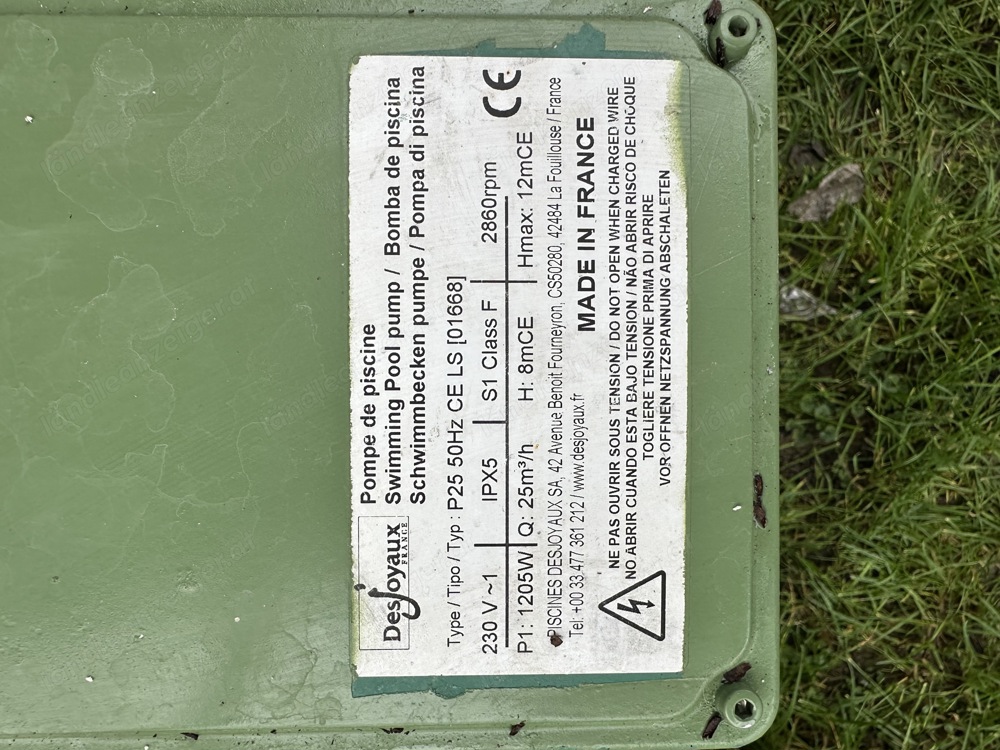 DesJoyaux
FRANCE
Pompe de piscine
Swimming Pool pump / Bomba de piscina
Schwimmbecken pumpe / Pompa di piscina
Type / Tipo / Typ : P25 50Hz CE LS [01668]
230 V ~1 IPX5 S1 Class F 2860rpm
P1: 1205W Q: 25m³/h H: 8mCE Hmax: 12mCE
CE
PISCINES DESJOYAUX SA, 42 Avenue Benoit Fourneyron, CS50280, 42484 La Fouillouse / France
Tel: +00 33 477 361 212 / www.desjoyaux.fr
MADE IN FRANCE
NE PAS OUVRIR SOUS TENSION / DO NOT OPEN WHEN CHARGED WIRE
NO ABRIR CUANDO ESTA BAJO TENSION / NÃO ABRIR RISCO DE CHOQUE
TOGLIERE TENSIONE PRIMA DI APRIRE
VOR OFFNEN NETZSPANNUNG ABSCHALETEN